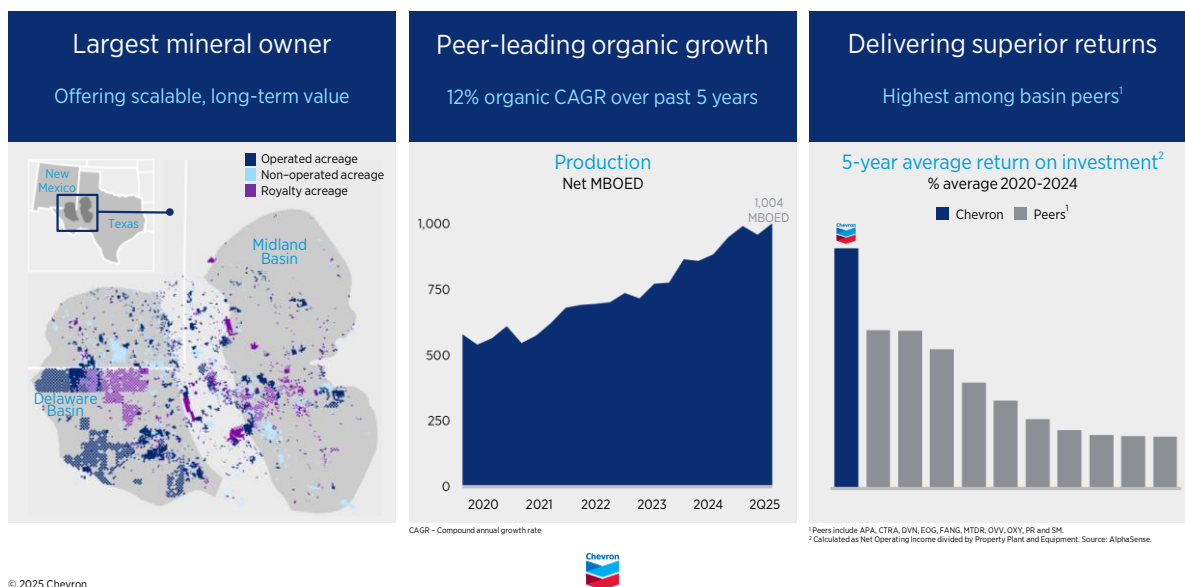 Largest mineral owner
Offering scalable, long-term value
Operated acreage
Non-operated acreage
Royalty acreage
New
Mexico
Texas
Midland
Basin
Delaware
Basin
Peer-leading organic growth
12% organic CAGR over past 5 years
Production
Net MBOED
1,004
MBOED
1,000
750
500
250
0
2020
2021
2022
2023
2024
2Q25
CAGR – Compound annual growth rate
Delivering superior returns
Highest among basin peers¹
5-year average return on investment²
% average 2020-2024
Chevron
Peers¹
Chevron
¹ Peers include APA, CTRA, DVN, EOG, FANG, MTDR, OVV, OXY, PR and SM.
² Calculated as Net Operating Income divided by Property Plant and Equipment. Source: AlphaSense.
Chevron
© 2025 Chevron